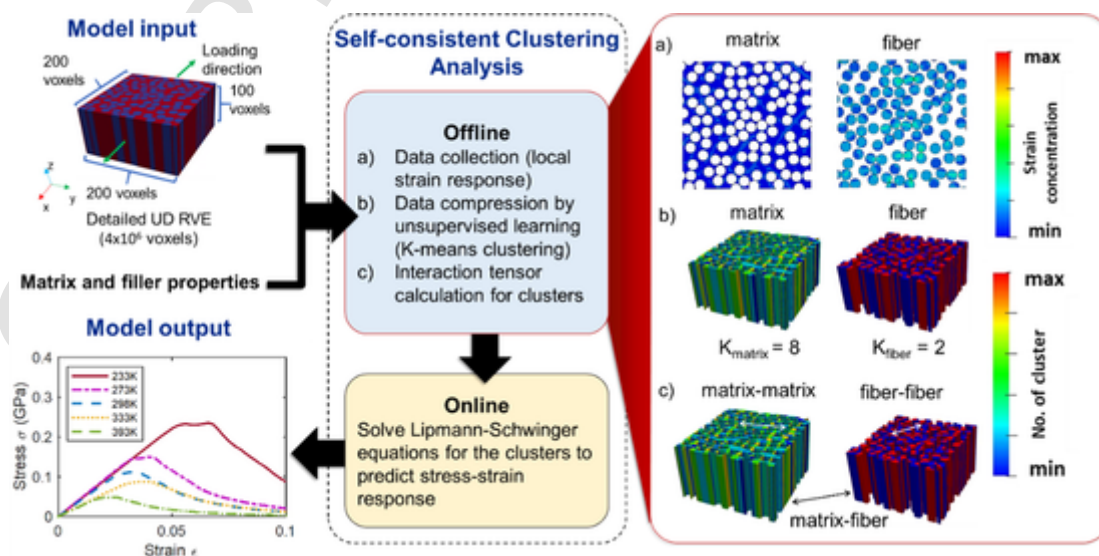 Model input
200
voxels
Loading
direction
100
voxels
z
x
y
200 voxels
Detailed UD RVE
(4x10⁶ voxels)
Matrix and filler properties
Model output
Stress σ (GPa)
0.4
0.3
0.2
0.1
0
233K
273K
298K
333K
393K
0
0.05
0.1
Strain ε
Self-consistent Clustering
Analysis
Offline
a) Data collection (local
strain response)
b) Data compression by
unsupervised learning
(K-means clustering)
c) Interaction tensor
calculation for clusters
Online
Solve Lipmann-Schwinger
equations for the clusters to
predict stress-strain
response
a)
matrix
fiber
max
Strain
concentration
min
b)
matrix
fiber
Kmatrix = 8
Kfiber = 2
max
No. of cluster
min
c)
matrix-matrix
fiber-fiber
matrix-fiber